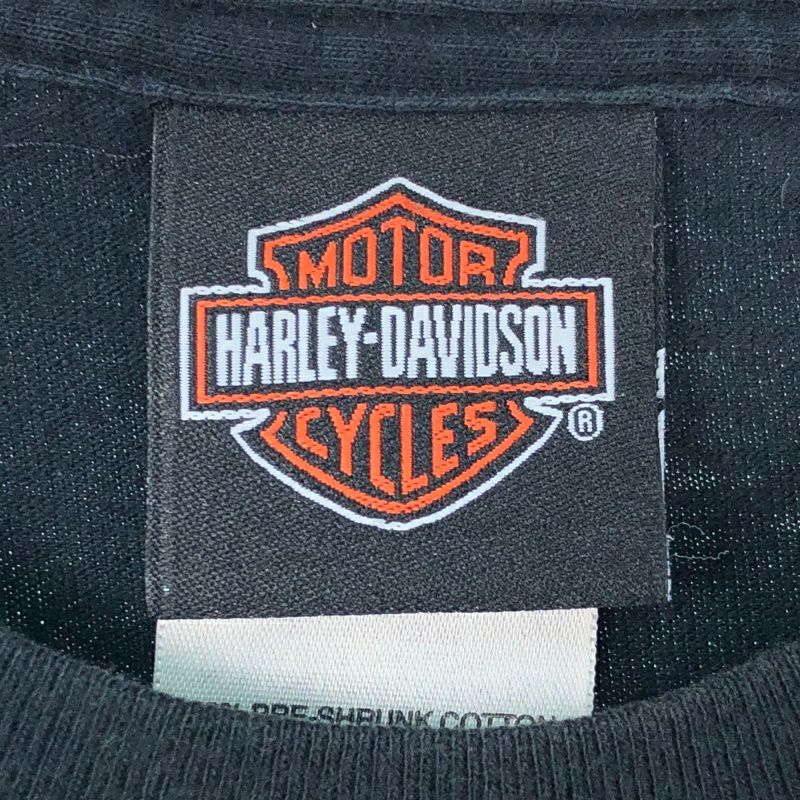 MOTOR
HARLEY-DAVIDSON
CYCLES
®
PRE-SHRUNK COTTON